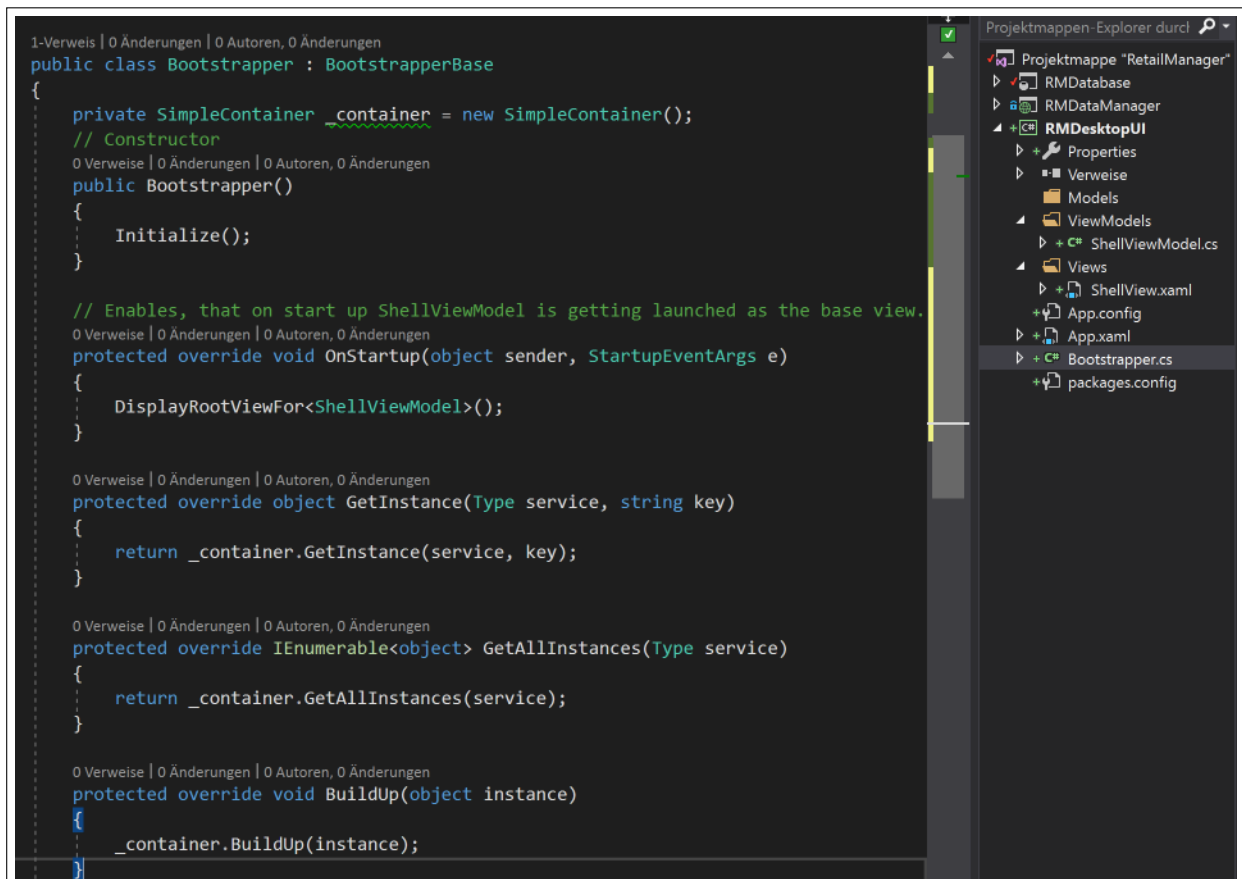 1-Verweis | 0 Änderungen | 0 Autoren, 0 Änderungen
public class Bootstrapper : BootstrapperBase
{
private SimpleContainer _container = new SimpleContainer();
// Constructor
0 Verweise | 0 Änderungen | 0 Autoren, 0 Änderungen
public Bootstrapper()
{
Initialize();
}
// Enables, that on start up ShellViewModel is getting launched as the base view.
0 Verweise | 0 Änderungen | 0 Autoren, 0 Änderungen
protected override void OnStartup(object sender, StartupEventArgs e)
{
DisplayRootViewFor<ShellViewModel>();
}
0 Verweise | 0 Änderungen | 0 Autoren, 0 Änderungen
protected override object GetInstance(Type service, string key)
{
return _container.GetInstance(service, key);
}
0 Verweise | 0 Änderungen | 0 Autoren, 0 Änderungen
protected override IEnumerable<object> GetAllInstances(Type service)
{
return _container.GetAllInstances(service);
}
0 Verweise | 0 Änderungen | 0 Autoren, 0 Änderungen
protected override void BuildUp(object instance)
{
_container.BuildUp(instance);
}
Projektmappen-Explorer durcl
Projektmappe "RetailManager"
RMDatabase
RMDataManager
+ C# RMDesktopUI
+ Properties
Verweise
Models
ViewModels
+ C# ShellViewModel.cs
Views
+ ShellView.xaml
+ App.config
+ App.xaml
+ C# Bootstrapper.cs
+ packages.config